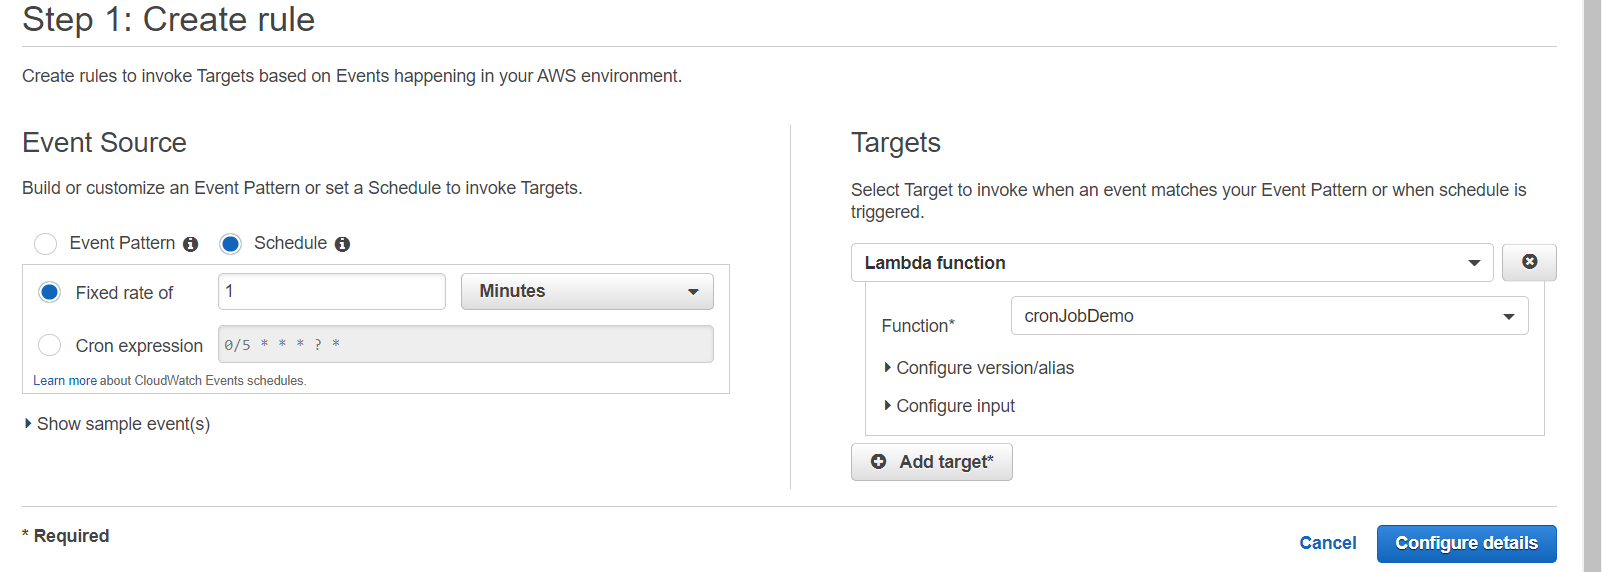 Step 1: Create rule
Create rules to invoke Targets based on Events happening in your AWS environment.
Event Source
Build or customize an Event Pattern or set a Schedule to invoke Targets.
Event Pattern Schedule
Fixed rate of 1 Minutes
Cron expression 0/5 * * * ? *
Learn more about CloudWatch Events schedules.
Show sample event(s)
Targets
Select Target to invoke when an event matches your Event Pattern or when schedule is
triggered.
Lambda function
Function* cronJobDemo
Configure version/alias
Configure input
Add target*
* Required
Cancel Configure details